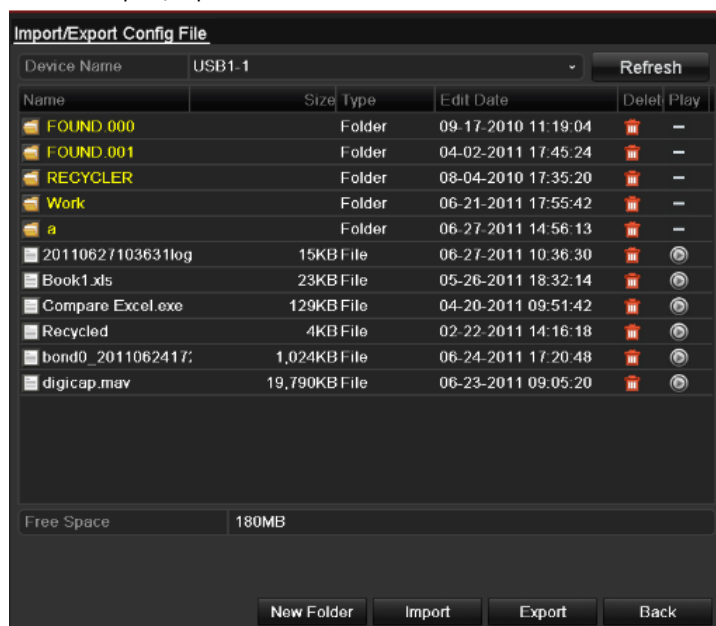 Import/Export Config File
Device Name USB1-1 Refresh
Name Size Type Edit Date Delet Play
FOUND.000 Folder 09-17-2010 11:19:04 –
FOUND.001 Folder 04-02-2011 17:45:24 –
RECYCLER Folder 08-04-2010 17:35:20 –
Work Folder 06-21-2011 17:55:42 –
a Folder 06-27-2011 14:56:13 –
20110627103631log 15KB File 06-27-2011 10:36:30
Book1.xls 23KB File 05-26-2011 18:32:14
Compare Excel.exe 129KB File 04-20-2011 09:51:42
Recycled 4KB File 02-22-2011 14:16:18
bond0_2011062417: 1,024KB File 06-24-2011 17:20:48
digicap.mav 19,790KB File 06-23-2011 09:05:20
Free Space 180MB
New Folder Import Export Back